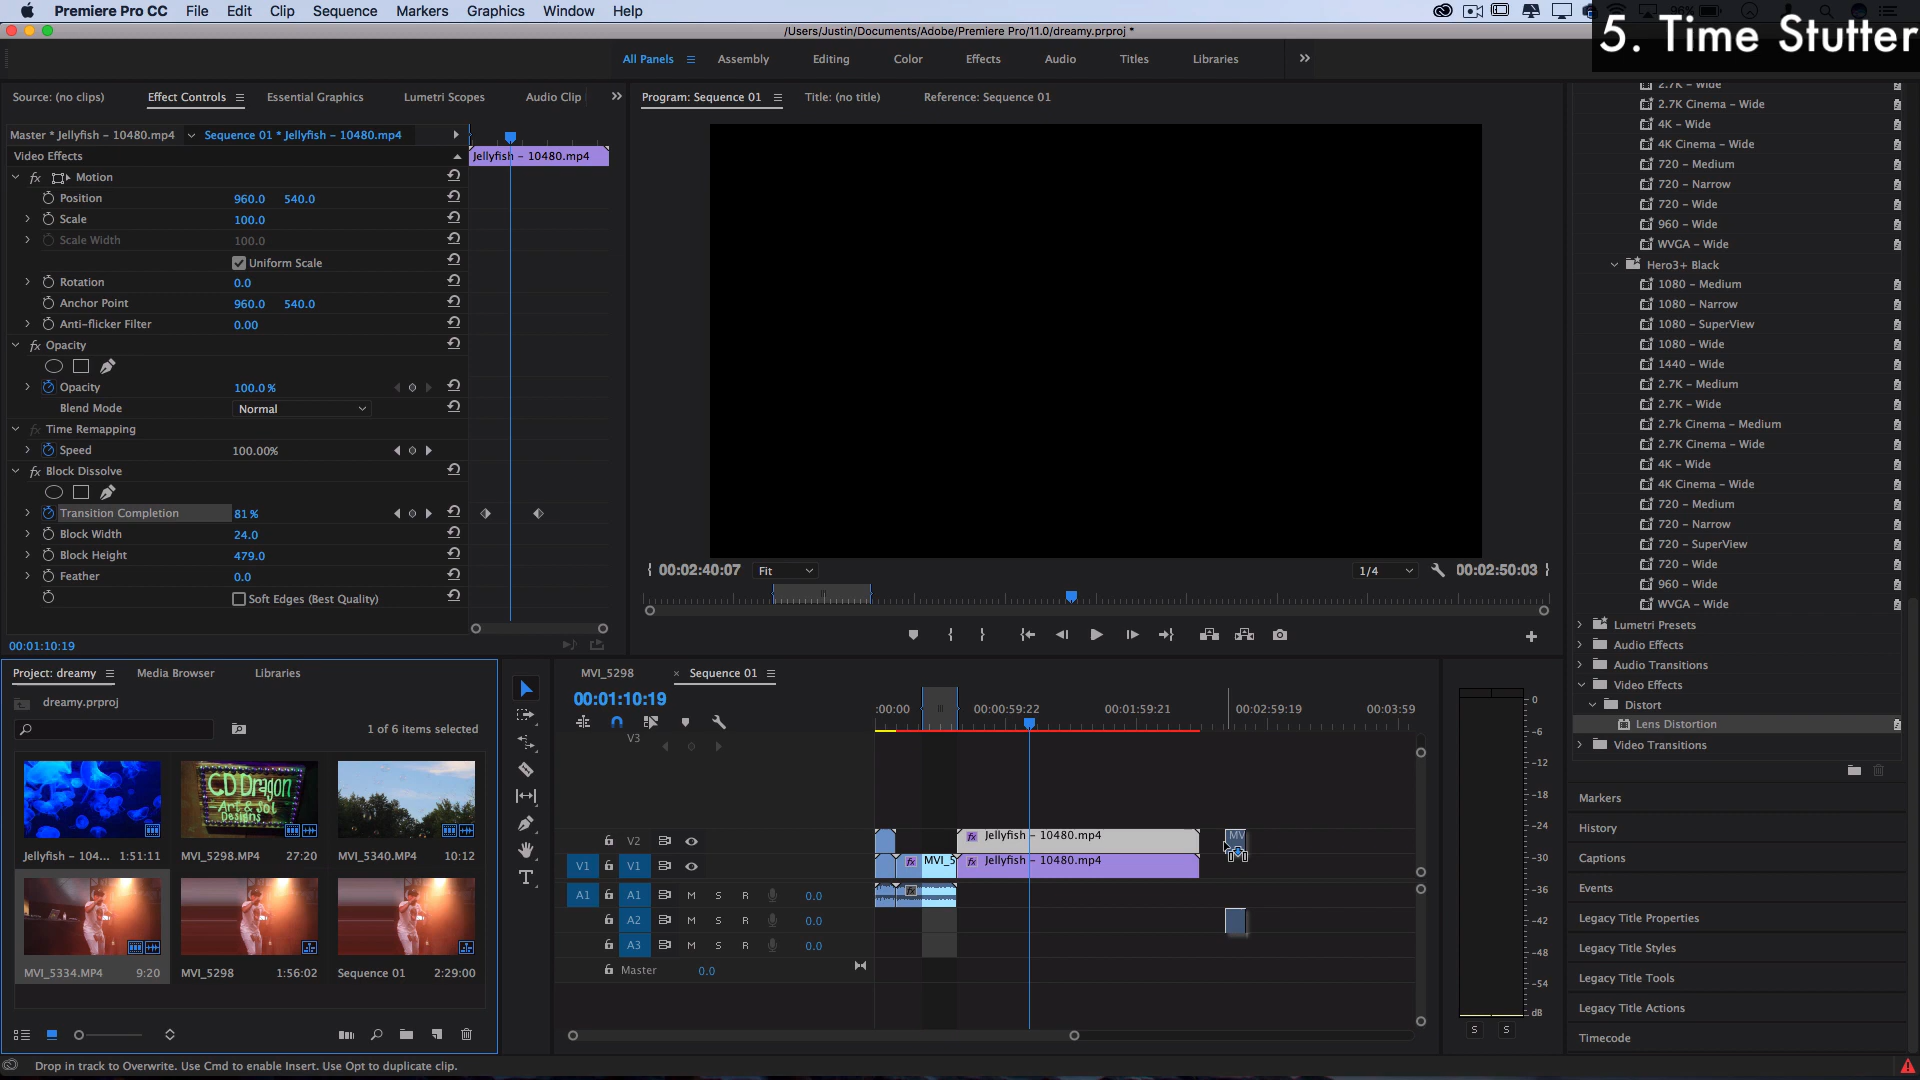 Premiere Pro CC File Edit Clip Sequence Markers Graphics Window Help
96%
5. Time Stutter
/Users/Justin/Documents/Adobe/Premiere Pro/11.0/dreamy.prproj *
All Panels Assembly Editing Color Effects Audio Titles Libraries
Source: (no clips) Effect Controls Essential Graphics Lumetri Scopes Audio Clip
Master * Jellyfish – 10480.mp4 Sequence 01 * Jellyfish – 10480.mp4
Jellyfish – 10480.mp4
Video Effects
fx Motion
Position 960.0 540.0
Scale 100.0
Scale Width 100.0
Uniform Scale
Rotation 0.0
Anchor Point 960.0 540.0
Anti-flicker Filter 0.00
fx Opacity
Opacity 100.0 %
Blend Mode Normal
fx Time Remapping
Speed 100.00%
fx Block Dissolve
Transition Completion 81 %
Block Width 24.0
Block Height 479.0
Feather 0.0
Soft Edges (Best Quality)
00:01:10:19
Program: Sequence 01 Title: (no title) Reference: Sequence 01
00:02:40:07 Fit 1/4 00:02:50:03
2.7K – Wide
2.7K Cinema – Wide
4K – Wide
4K Cinema – Wide
720 – Medium
720 – Narrow
720 – Wide
960 – Wide
WVGA – Wide
Hero3+ Black
1080 – Medium
1080 – Narrow
1080 – SuperView
1080 – Wide
1440 – Wide
2.7K – Medium
2.7K – Wide
2.7k Cinema – Medium
2.7K Cinema – Wide
4K – Wide
4K Cinema – Wide
720 – Medium
720 – Narrow
720 – SuperView
720 – Wide
960 – Wide
WVGA – Wide
Lumetri Presets
Audio Effects
Audio Transitions
Video Effects
Distort
Lens Distortion
Video Transitions
Markers
History
Captions
Events
Legacy Title Properties
Legacy Title Styles
Legacy Title Tools
Legacy Title Actions
Timecode
Project: dreamy Media Browser Libraries
dreamy.prproj
1 of 6 items selected
CD Dragon
Art & Sol
Designs
Jellyfish – 104... 1:51:11 MVI_5298.MP4 27:20 MVI_5340.MP4 10:12
MVI_5334.MP4 9:20 MVI_5298 1:56:02 Sequence 01 2:29:00
MVI_5298 × Sequence 01
00:01:10:19
:00:00 00:00:59:22 00:01:59:21 00:02:59:19 00:03:59
V3
V2 fx Jellyfish – 10480.mp4 MV
V1 V1 fx MVI_5 fx Jellyfish – 10480.mp4
A1 A1 M S R 0.0 fx
A2 M S R 0.0
A3 M S R 0.0
Master 0.0
0
-6
-12
-18
-24
-30
-36
-42
-48
-54
dB
S S
Drop in track to Overwrite. Use Cmd to enable Insert. Use Opt to duplicate clip.